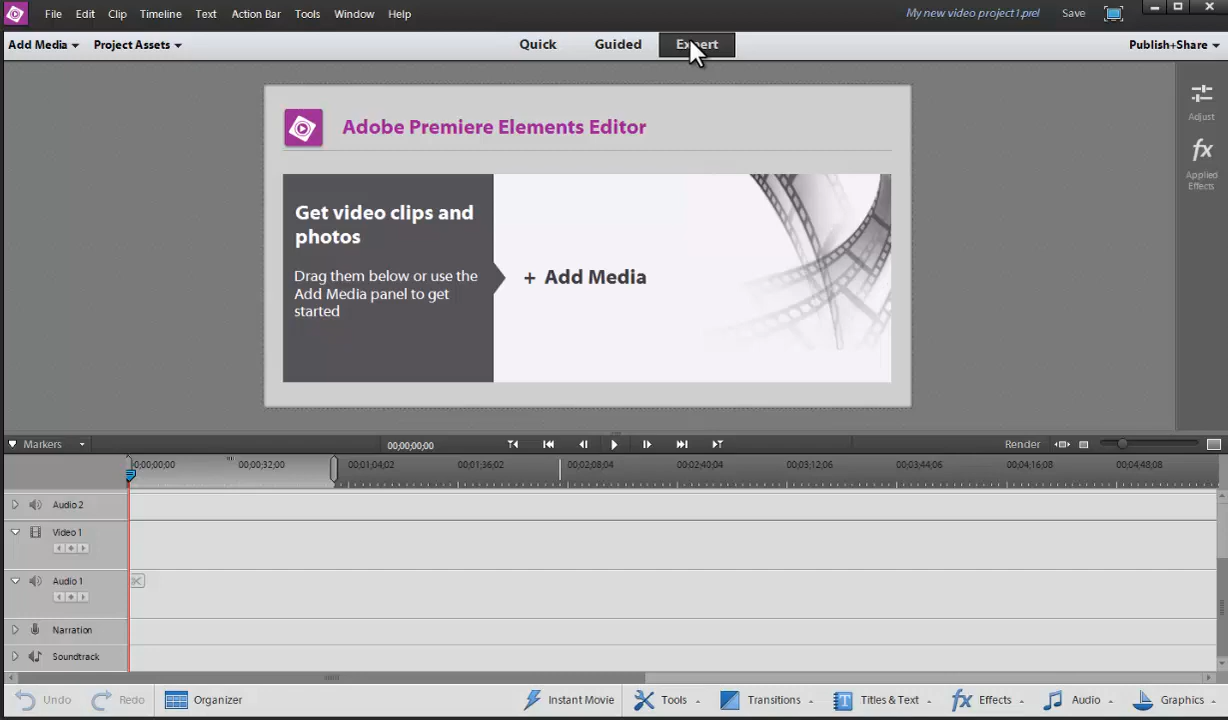 File Edit Clip Timeline Text Action Bar Tools Window Help My new video project1.prel Save
Add Media Project Assets Quick Guided Expert Publish+Share
Adobe Premiere Elements Editor
Adjust
fx
Applied
Effects
Get video clips and
photos
Drag them below or use the
Add Media panel to get
started
+ Add Media
Markers 00;00;00;00 Render
0;00;00;00 00;00;32;00 00;01;04;02 00;01;36;02 00;02;08;04 00;02;40;04 00;03;12;06 00;03;44;06 00;04;16;08 00;04;48;08
Audio 2
Video 1
Audio 1
Narration
Soundtrack
Undo Redo Organizer Instant Movie Tools Transitions T Titles & Text fx Effects Audio Graphics